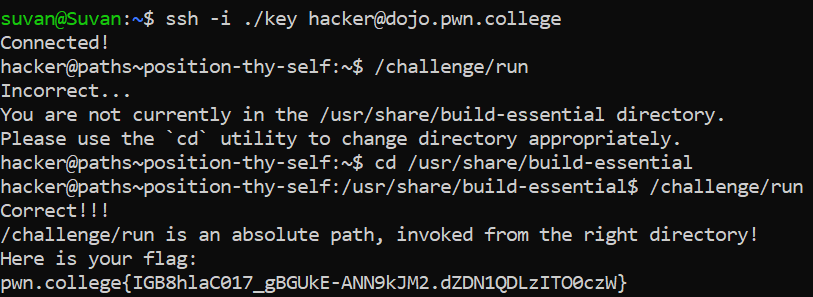 suvan@Suvan:~$ ssh -i ./key hacker@dojo.pwn.college
Connected!
hacker@paths~position-thy-self:~$ /challenge/run
Incorrect...
You are not currently in the /usr/share/build-essential directory.
Please use the `cd` utility to change directory appropriately.
hacker@paths~position-thy-self:~$ cd /usr/share/build-essential
hacker@paths~position-thy-self:/usr/share/build-essential$ /challenge/run
Correct!!!
/challenge/run is an absolute path, invoked from the right directory!
Here is your flag:
pwn.college{IGB8hlaC017_gBGUkE-ANN9kJM2.dZDN1QDLzITO0czW}